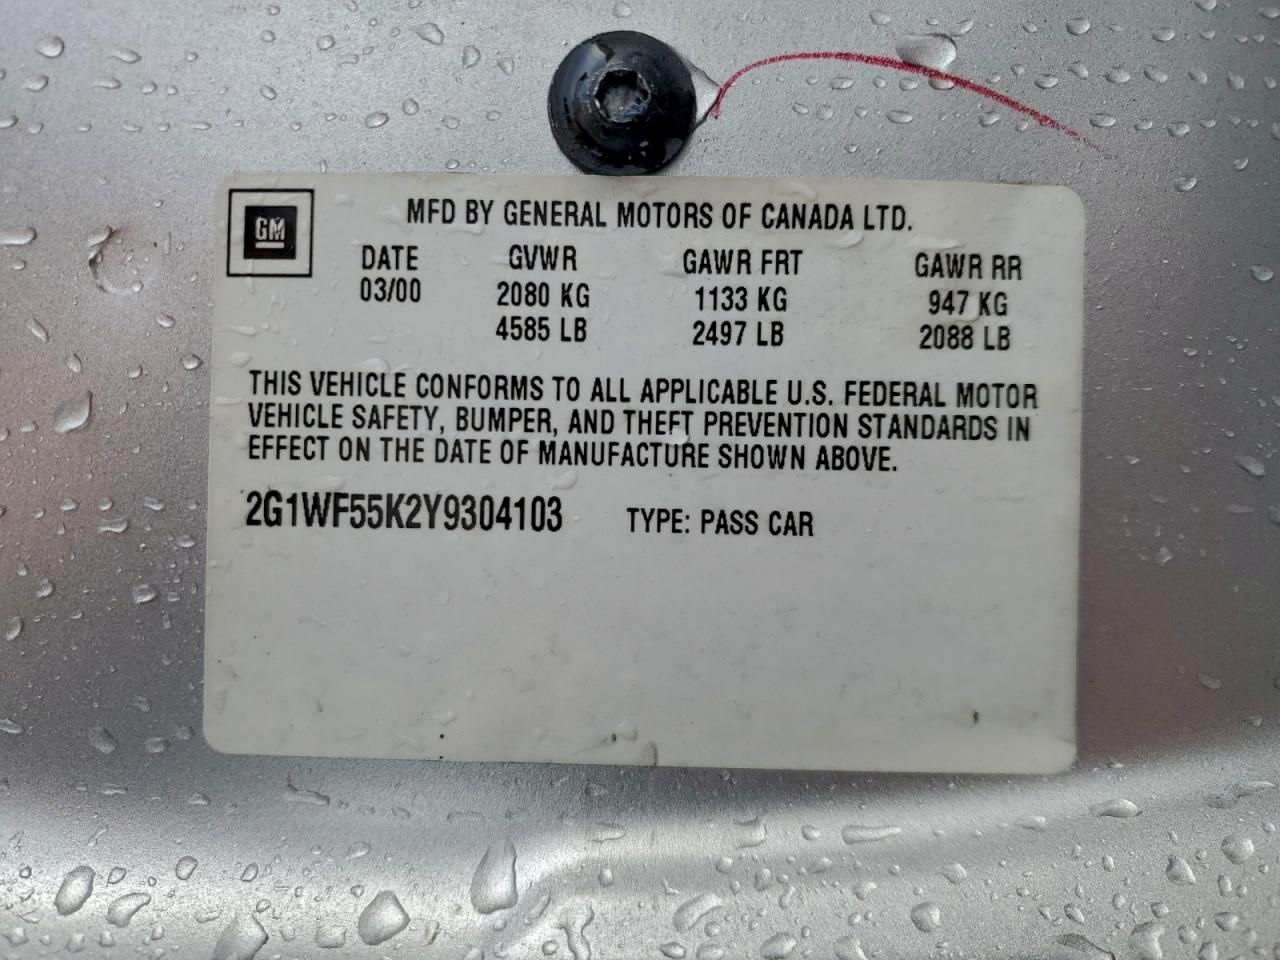 GM
MFD BY GENERAL MOTORS OF CANADA LTD.
DATE GVWR GAWR FRT GAWR RR
03/00 2080 KG 1133 KG 947 KG
4585 LB 2497 LB 2088 LB
THIS VEHICLE CONFORMS TO ALL APPLICABLE U.S. FEDERAL MOTOR
VEHICLE SAFETY, BUMPER, AND THEFT PREVENTION STANDARDS IN
EFFECT ON THE DATE OF MANUFACTURE SHOWN ABOVE.
2G1WF55K2Y9304103 TYPE: PASS CAR